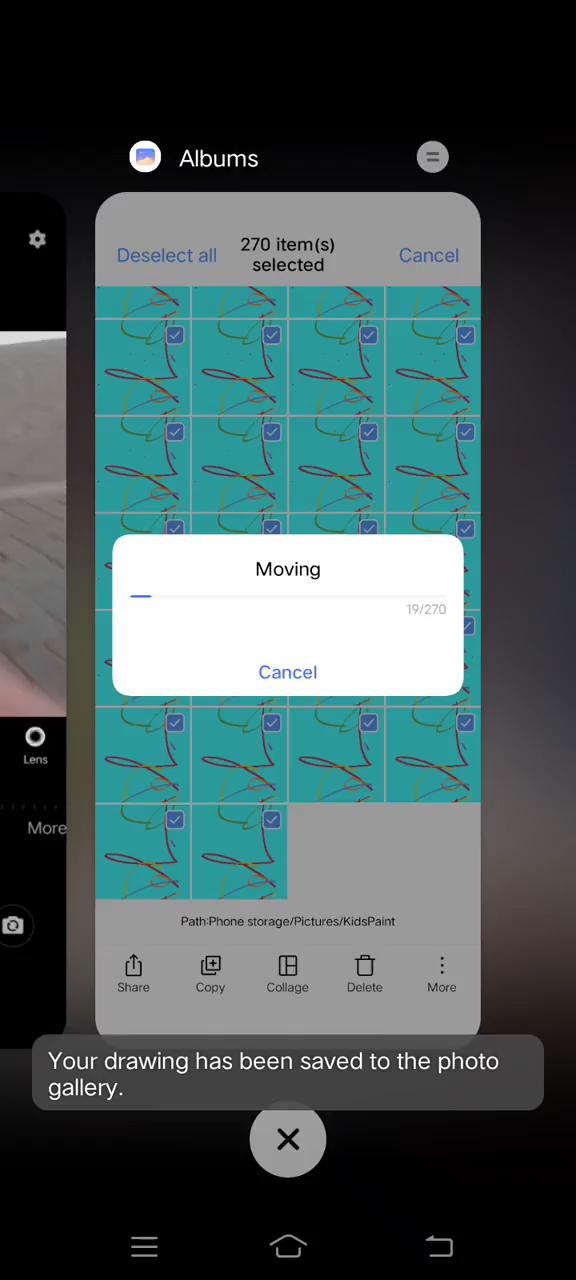 Albums
Deselect all
270 item(s)
selected
Cancel
Moving
19/270
Cancel
Lens
More
Path:Phone storage/Pictures/KidsPaint
Share
Copy
Collage
Delete
More
Your drawing has been saved to the photo
gallery.